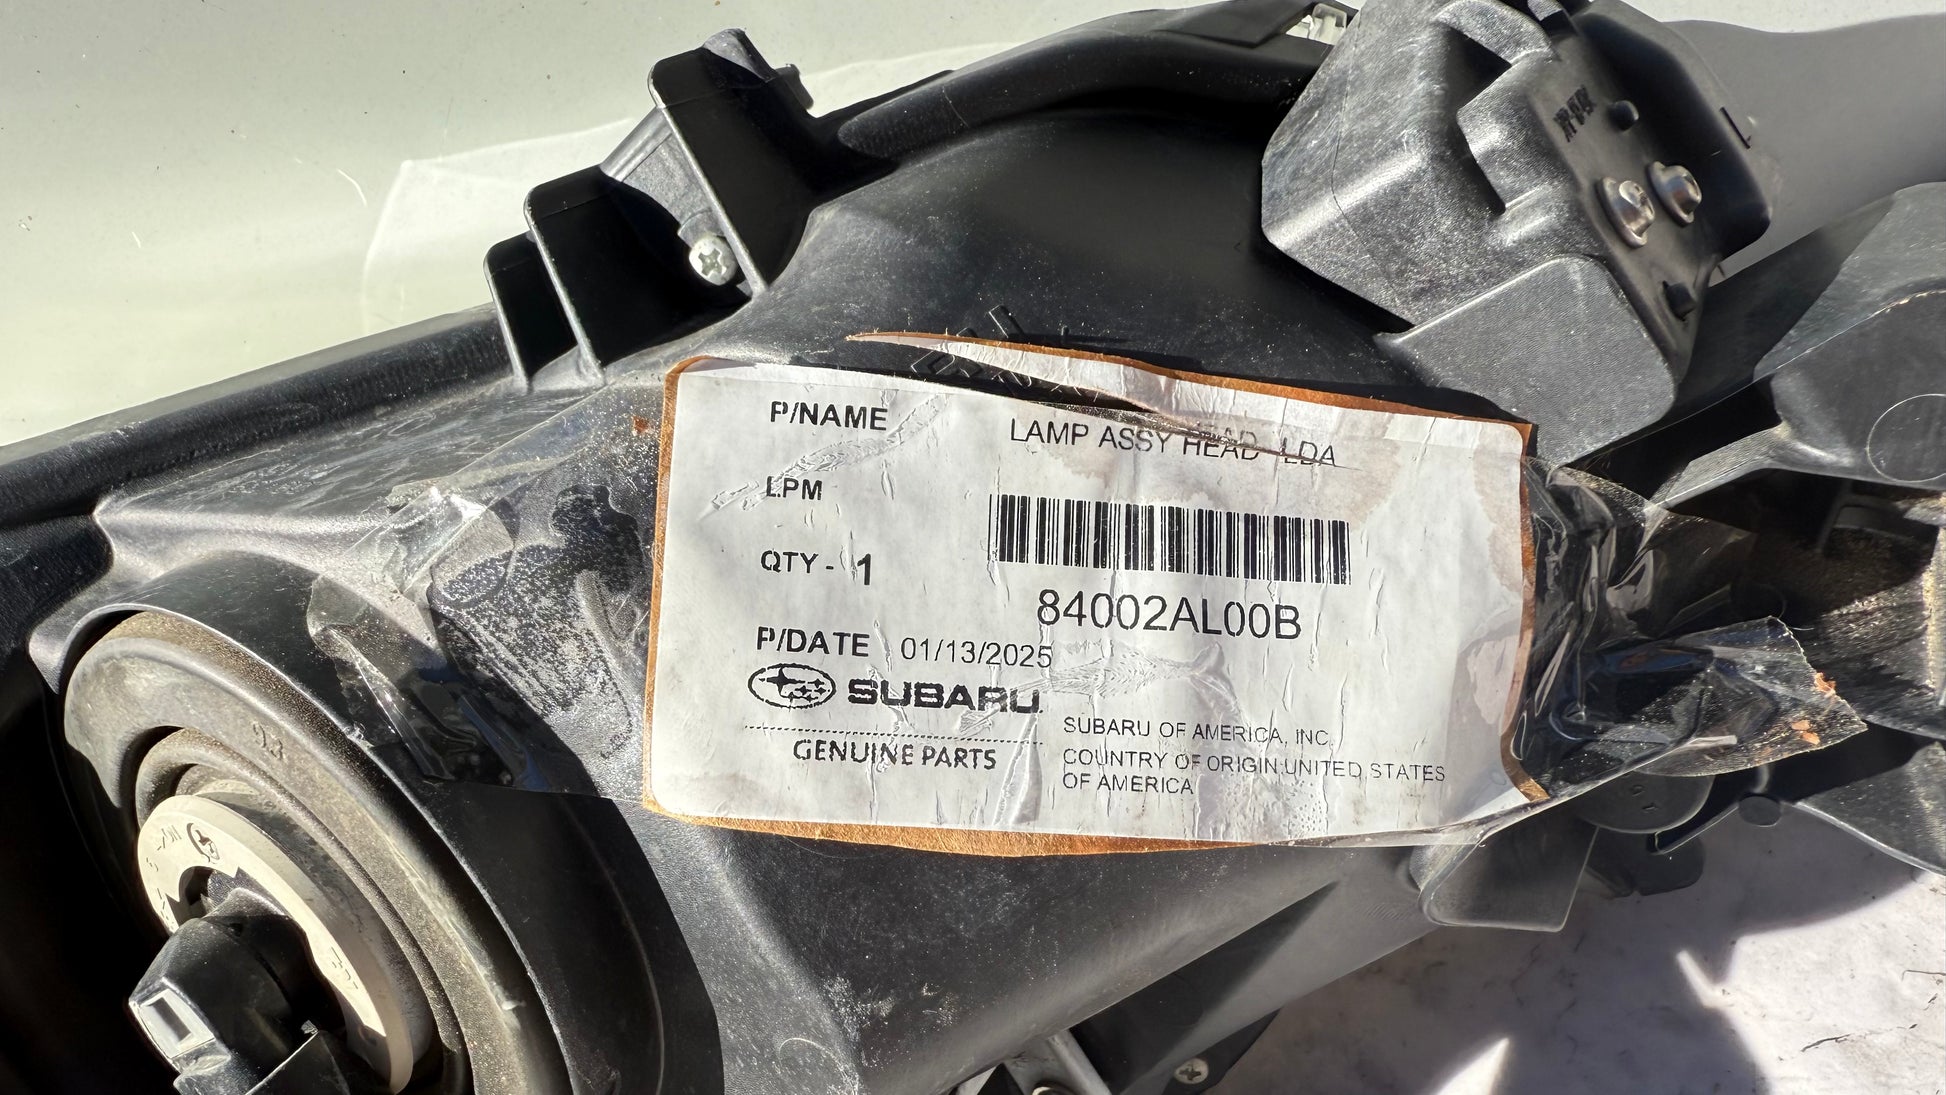 P/NAME LAMP ASSY HEAD LDA
LPM
QTY - 1
84002AL00B
P/DATE 01/13/2025
SUBARU
GENUINE PARTS
SUBARU OF AMERICA, INC.
COUNTRY OF ORIGIN:UNITED STATES
OF AMERICA
93